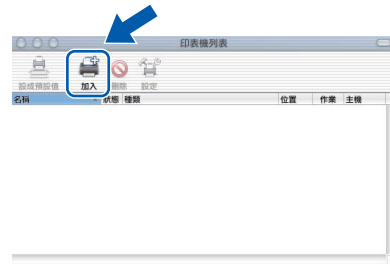 印表機列表
設成預設值 加入 刪除 設定
名稱 狀態 種類 位置 作業 主機